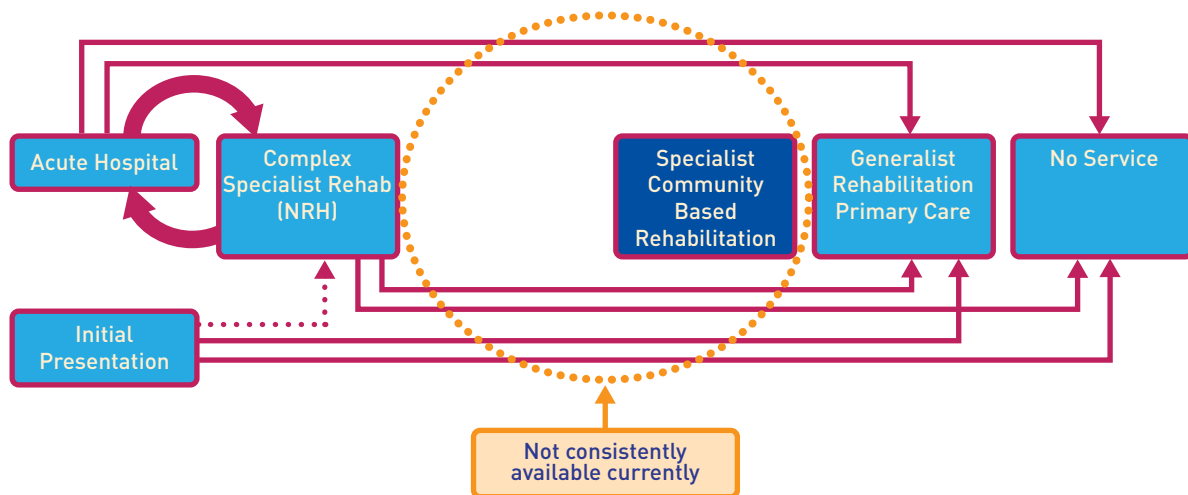 Acute Hospital
Complex
Specialist Rehab
(NRH)
Specialist
Community
Based
Rehabilitation
Generalist
Rehabilitation
Primary Care
No Service
Initial
Presentation
Not consistently
available currently